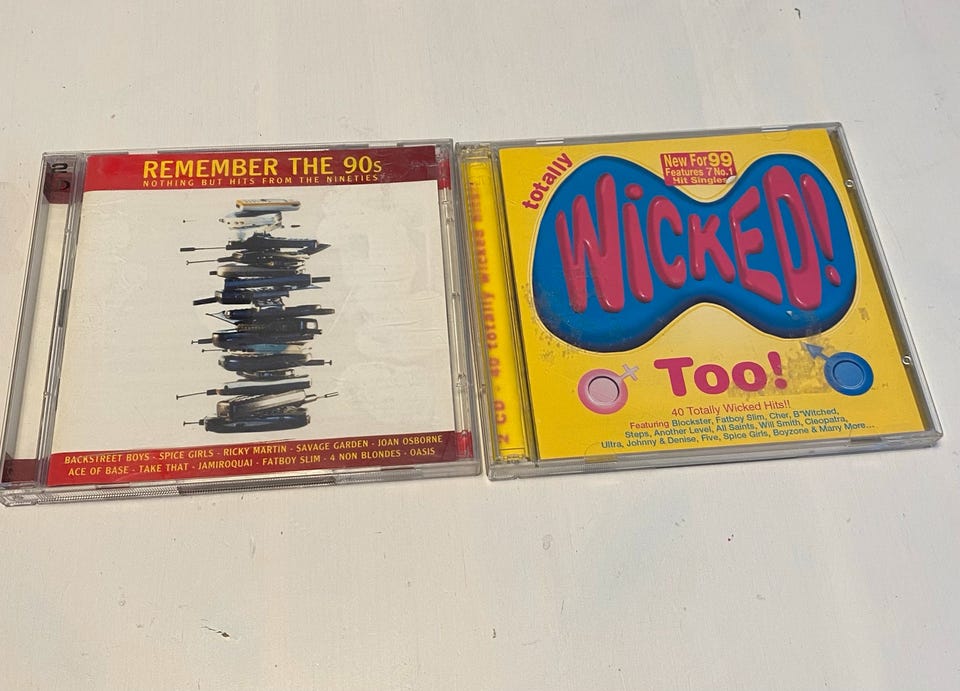 REMEMBER THE 90s
NOTHING BUT HITS FROM THE NINETIES
BACKSTREET BOYS - SPICE GIRLS - RICKY MARTIN - SAVAGE GARDEN - JOAN OSBORNE
ACE OF BASE - TAKE THAT - JAMIROQUAI - FATBOY SLIM - 4 NON BLONDES - OASIS
2 CD - 40 totally wicked
totally
New For 99
Features 7 No.1
Hit Singles
WiCKED!
Too!
40 Totally Wicked Hits!!
Featuring Blockster, Fatboy Slim, Cher, B*Witched,
Steps, Another Level, All Saints, Will Smith, Cleopatra,
Ultra, Johnny & Denise, Five, Spice Girls, Boyzone & Many More...